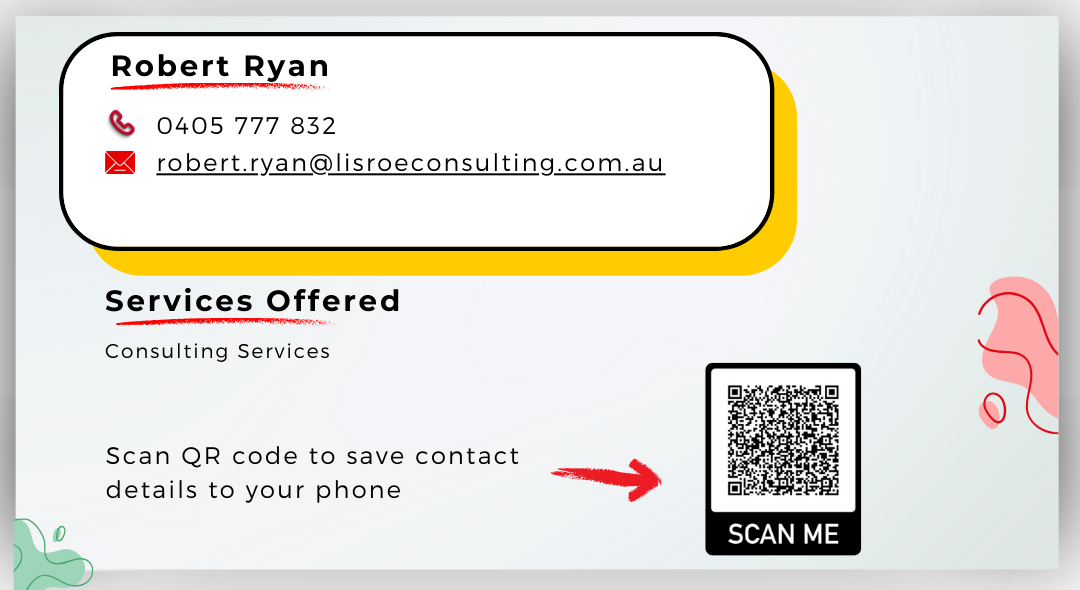 Robert Ryan
0405 777 832
robert.ryan@lisroeconsulting.com.au
Services Offered
Consulting Services
Scan QR code to save contact
details to your phone
SCAN ME